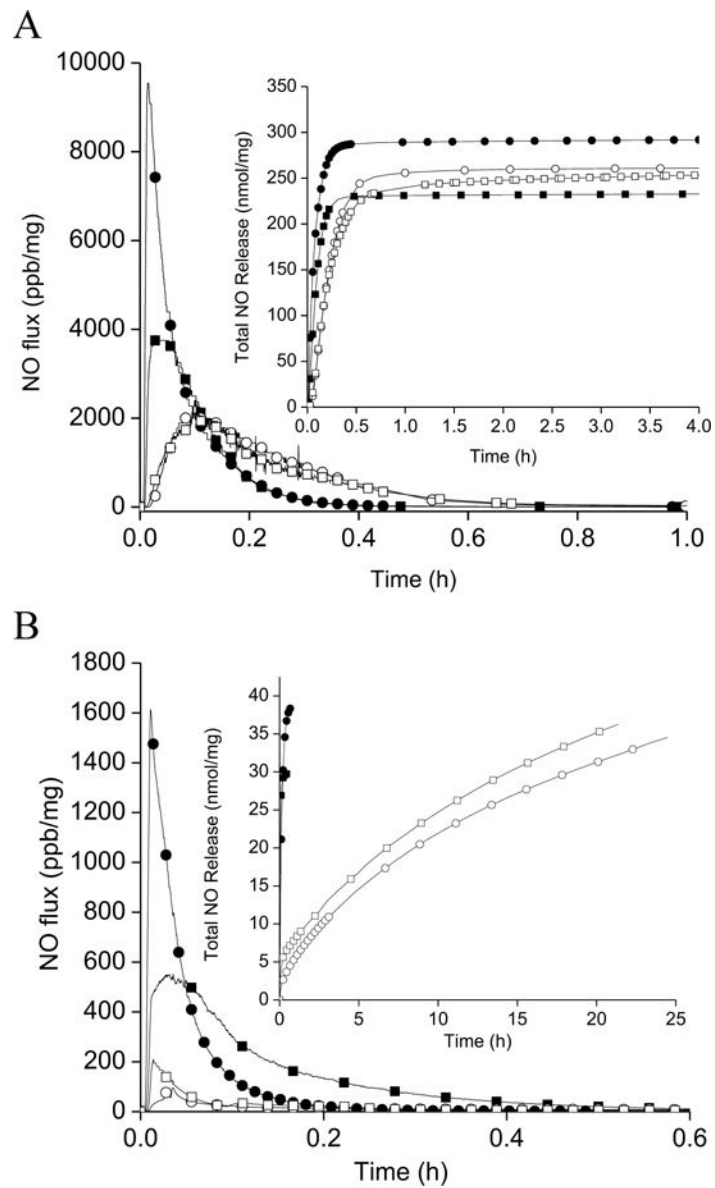 A
NO flux (ppb/mg)
10000
8000
6000
4000
2000
0
0.0 0.2 0.4 0.6 0.8 1.0
Time (h)
Total NO Release (nmol/mg)
350
300
250
200
150
100
50
0
0.0 0.5 1.0 1.5 2.0 2.5 3.0 3.5 4.0
Time (h)
B
NO flux (ppb/mg)
1800
1600
1400
1200
1000
800
600
400
200
0
0.0 0.2 0.4 0.6
Time (h)
Total NO Release (nmol/mg)
40
35
30
25
20
15
10
5
0
0 5 10 15 20 25
Time (h)